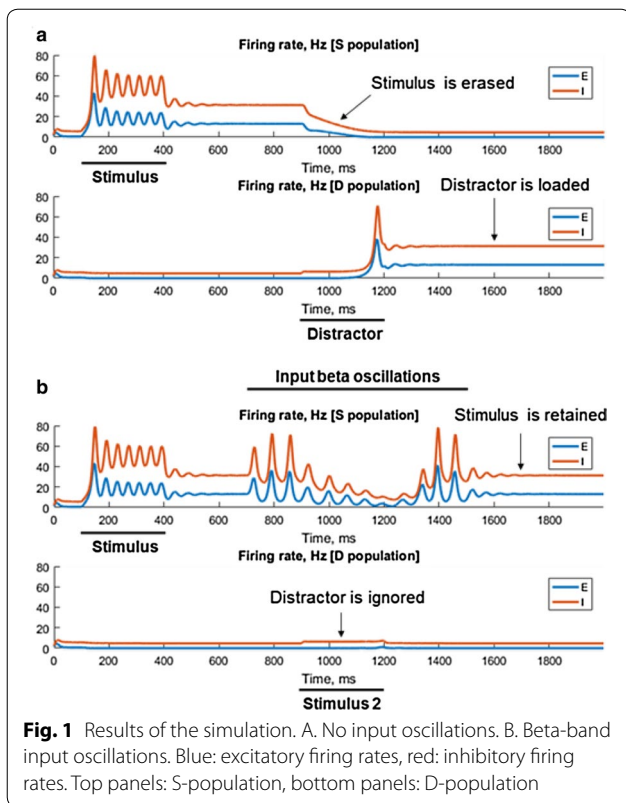 a
Firing rate, Hz [S population]
80
60
40
20
0
Stimulus is erased
E
I
0 200 400 600 800 1000 1200 1400 1600 1800
Time, ms
Stimulus
Firing rate, Hz [D population]
Distractor is loaded
80
60
40
20
0
E
I
0 200 400 600 800 1000 1200 1400 1600 1800
Time, ms
Distractor
b
Input beta oscillations
Firing rate, Hz [S population]
Stimulus is retained
80
60
40
20
0
E
I
0 200 400 600 800 1000 1200 1400 1600 1800
Time, ms
Stimulus
Firing rate, Hz [D population]
80
60
40
20
0
Distractor is ignored
E
I
0 200 400 600 800 1000 1200 1400 1600 1800
Time, ms
Stimulus 2
Fig. 1 Results of the simulation. A. No input oscillations. B. Beta-band
input oscillations. Blue: excitatory firing rates, red: inhibitory firing
rates. Top panels: S-population, bottom panels: D-population